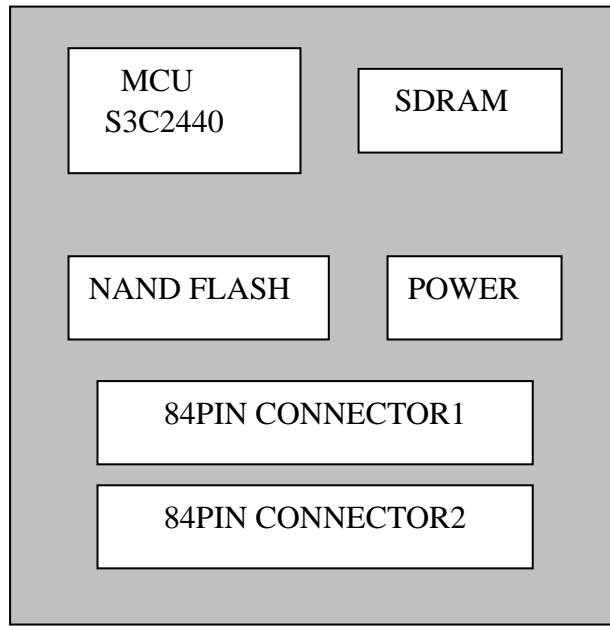 MCU
S3C2440
SDRAM
NAND FLASH
POWER
84PIN CONNECTOR1
84PIN CONNECTOR2